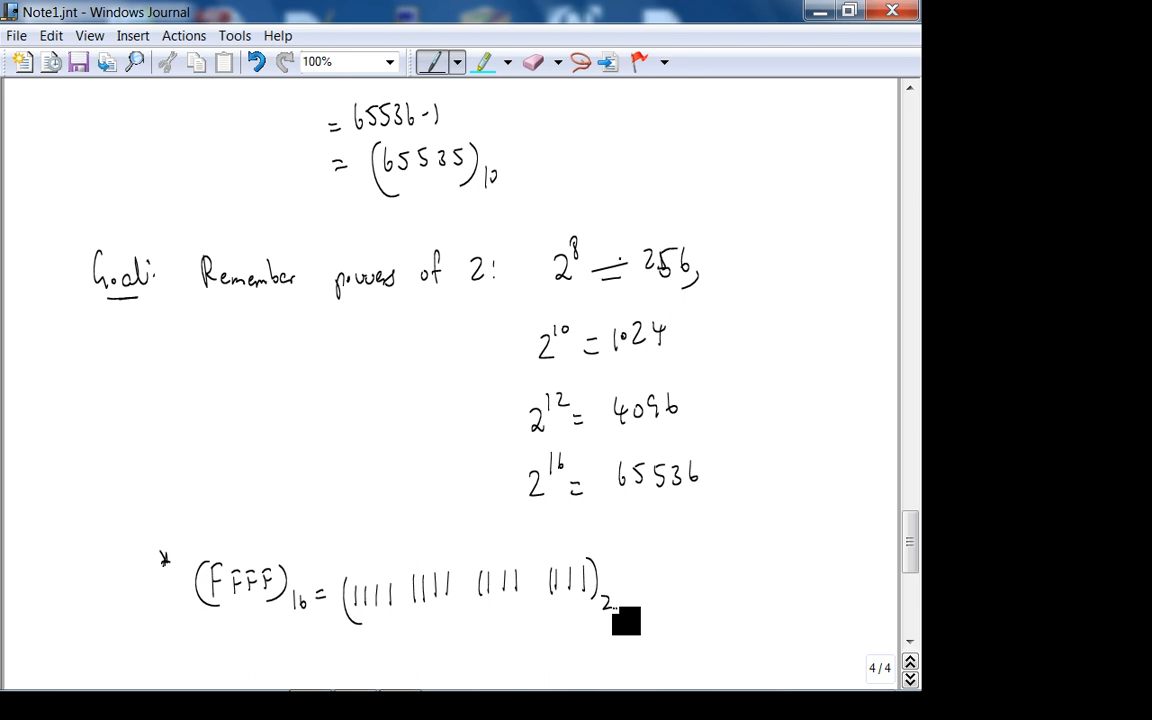 Note1.jnt - Windows Journal
File Edit View Insert Actions Tools Help
100%
= 65536-1
= (65535)10
Goal: Remember powers of 2: 2^8 = 256,
2^10 = 1024
2^12 = 4096
2^16 = 65536
* (FFFF)16 = (1111 1111 1111 1111)2
4 / 4